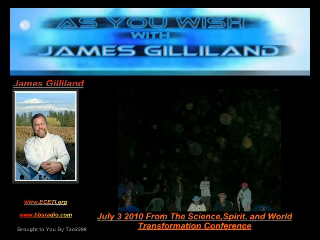 AS YOU WISH
WITH
JAMES GILLILAND
James Gilliland
www.ECETI.org
www.bbsradio.com
Brought to You By Tao2299
July 3 2010 From The Science,Spirit, and World
Transformation Conference